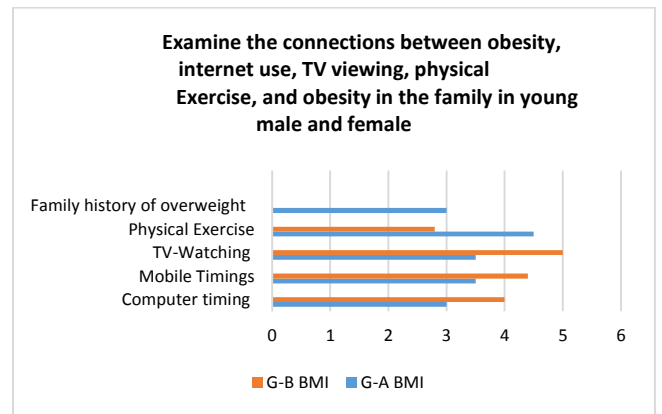 Examine the connections between obesity,
internet use, TV viewing, physical
Exercise, and obesity in the family in young
male and female
Family history of overweight
Physical Exercise
TV-Watching
Mobile Timings
Computer timing
0 1 2 3 4 5 6
G-B BMI G-A BMI